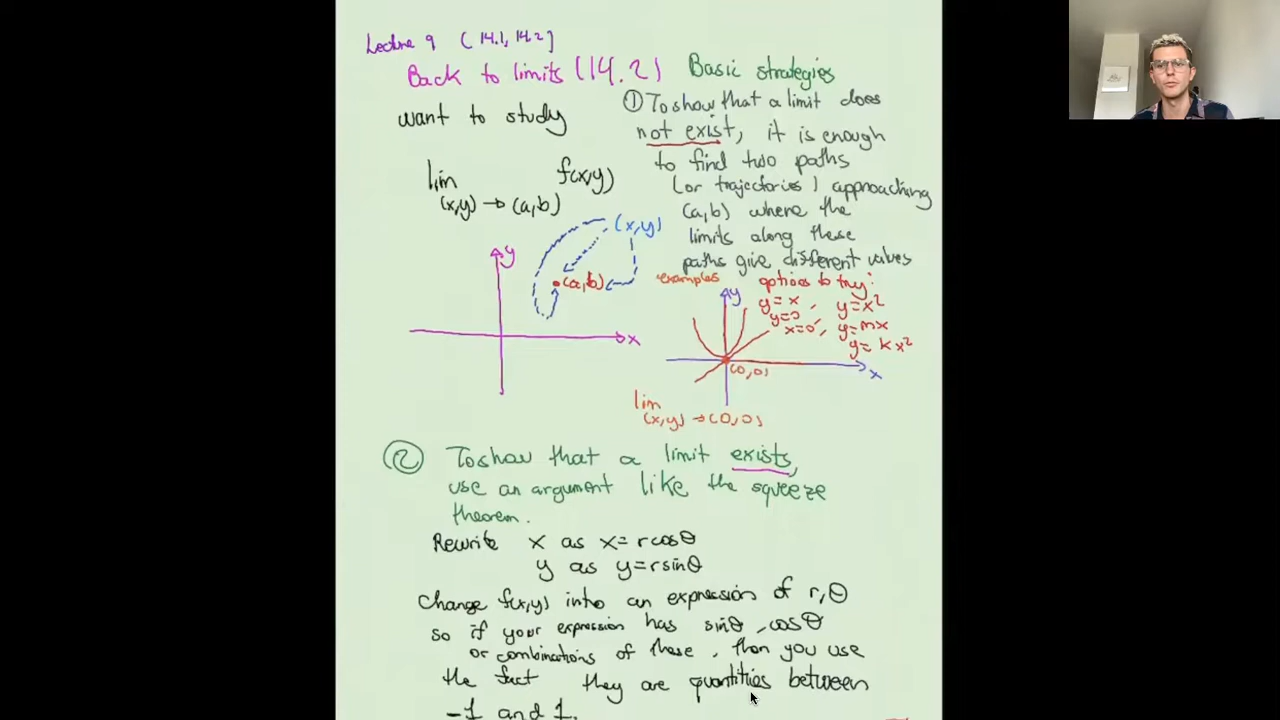 Lecture 9 (14.1, 14.2]
Back to limits (14.2)
want to study
lim f(x,y)
(x,y) → (a,b)
(x,y)
y
(a,b)
x
Basic strategies
① To show that a limit does
not exist, it is enough
to find two paths
(or trajectories) approaching
(a,b) where the
limits along these
paths give different values
examples
options to try:
y = x, y = x²
y=0
x=0, y = mx
y = kx²
y
(0,0)
x
lim
(x,y) → (0,0)
② To show that a limit exists,
use an argument like the squeeze
theorem.
Rewrite x as x = rcosθ
y as y = rsinθ
Change f(x,y) into an expression of r,θ
so if your expression has sinθ, cosθ
or combinations of these, then you use
the fact they are quantities between
-1 and 1.